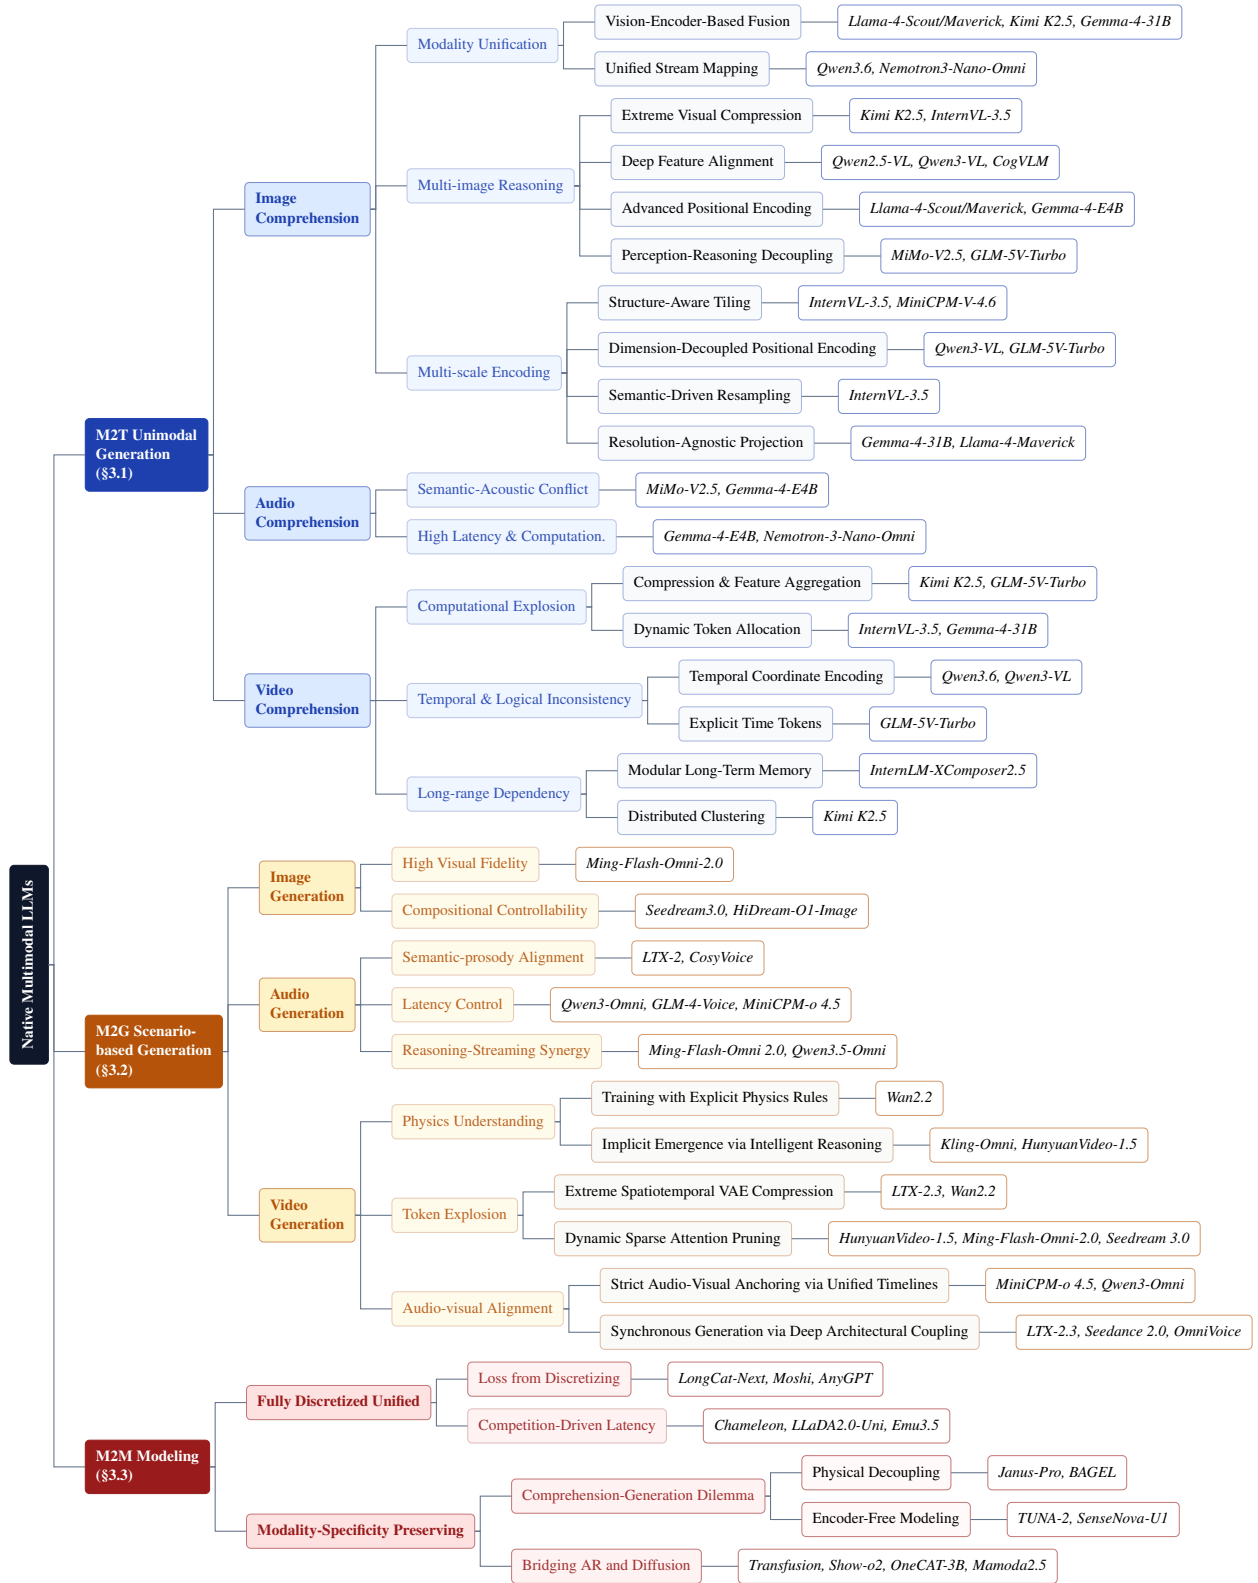 Native Multimodal LLMs
M2T Unimodal
Generation
(§3.1)
Image
Comprehension
Modality Unification
Vision-Encoder-Based Fusion
Llama-4-Scout/Maverick, Kimi K2.5, Gemma-4-31B
Unified Stream Mapping
Qwen3.6, Nemotron3-Nano-Omni
Multi-image Reasoning
Extreme Visual Compression
Kimi K2.5, InternVL-3.5
Deep Feature Alignment
Qwen2.5-VL, Qwen3-VL, CogVLM
Advanced Positional Encoding
Llama-4-Scout/Maverick, Gemma-4-E4B
Perception-Reasoning Decoupling
MiMo-V2.5, GLM-5V-Turbo
Multi-scale Encoding
Structure-Aware Tiling
InternVL-3.5, MiniCPM-V-4.6
Dimension-Decoupled Positional Encoding
Qwen3-VL, GLM-5V-Turbo
Semantic-Driven Resampling
InternVL-3.5
Resolution-Agnostic Projection
Gemma-4-31B, Llama-4-Maverick
Audio
Comprehension
Semantic-Acoustic Conflict
MiMo-V2.5, Gemma-4-E4B
High Latency & Computation.
Gemma-4-E4B, Nemotron-3-Nano-Omni
Video
Comprehension
Computational Explosion
Compression & Feature Aggregation
Kimi K2.5, GLM-5V-Turbo
Dynamic Token Allocation
InternVL-3.5, Gemma-4-31B
Temporal & Logical Inconsistency
Temporal Coordinate Encoding
Qwen3.6, Qwen3-VL
Explicit Time Tokens
GLM-5V-Turbo
Long-range Dependency
Modular Long-Term Memory
InternLM-XComposer2.5
Distributed Clustering
Kimi K2.5
M2G Scenario-
based Generation
(§3.2)
Image
Generation
High Visual Fidelity
Ming-Flash-Omni-2.0
Compositional Controllability
Seedream3.0, HiDream-O1-Image
Audio
Generation
Semantic-prosody Alignment
LTX-2, CosyVoice
Latency Control
Qwen3-Omni, GLM-4-Voice, MiniCPM-o 4.5
Reasoning-Streaming Synergy
Ming-Flash-Omni 2.0, Qwen3.5-Omni
Video
Generation
Physics Understanding
Training with Explicit Physics Rules
Wan2.2
Implicit Emergence via Intelligent Reasoning
Kling-Omni, HunyuanVideo-1.5
Token Explosion
Extreme Spatiotemporal VAE Compression
LTX-2.3, Wan2.2
Dynamic Sparse Attention Pruning
HunyuanVideo-1.5, Ming-Flash-Omni-2.0, Seedream 3.0
Audio-visual Alignment
Strict Audio-Visual Anchoring via Unified Timelines
MiniCPM-o 4.5, Qwen3-Omni
Synchronous Generation via Deep Architectural Coupling
LTX-2.3, Seedance 2.0, OmniVoice
M2M Modeling
(§3.3)
Fully Discretized Unified
Loss from Discretizing
LongCat-Next, Moshi, AnyGPT
Competition-Driven Latency
Chameleon, LLaDA2.0-Uni, Emu3.5
Modality-Specificity Preserving
Comprehension-Generation Dilemma
Physical Decoupling
Janus-Pro, BAGEL
Encoder-Free Modeling
TUNA-2, SenseNova-U1
Bridging AR and Diffusion
Transfusion, Show-o2, OneCAT-3B, Mamoda2.5